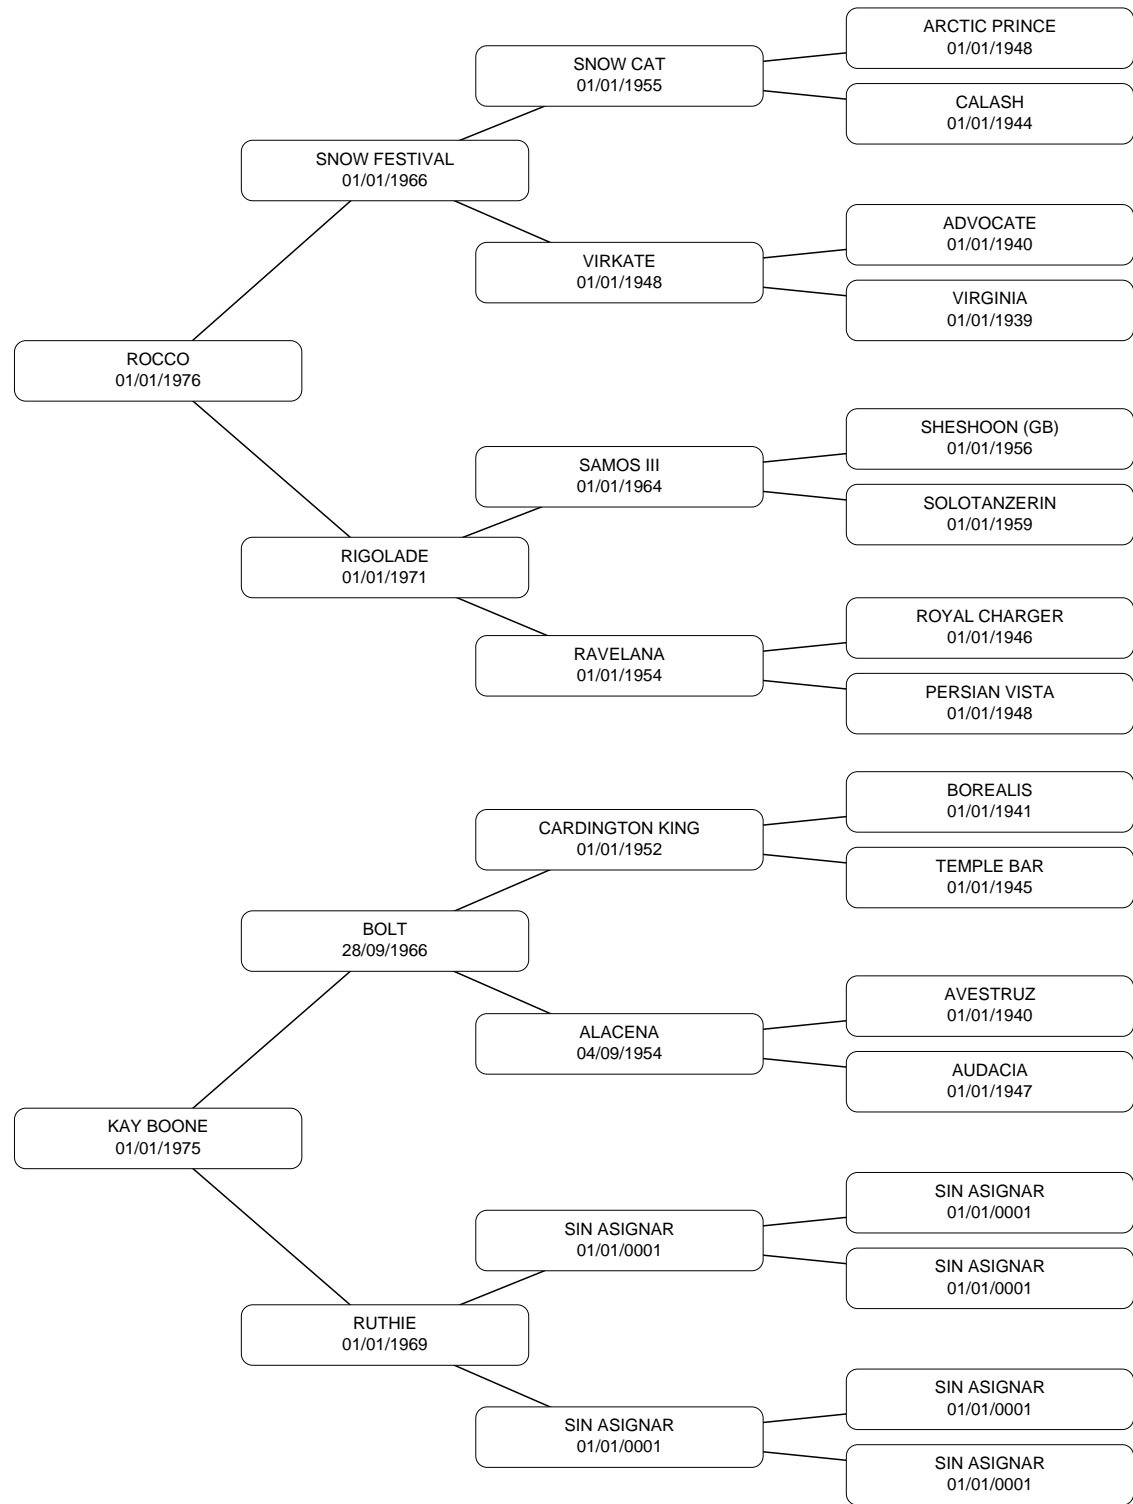 ARCTIC PRINCE
01/01/1948
SNOW CAT
01/01/1955
CALASH
01/01/1944
SNOW FESTIVAL
01/01/1966
ADVOCATE
01/01/1940
VIRKATE
01/01/1948
VIRGINIA
01/01/1939
ROCCO
01/01/1976
SHESHOON (GB)
01/01/1956
SAMOS III
01/01/1964
SOLOTANZERIN
01/01/1959
RIGOLADE
01/01/1971
ROYAL CHARGER
01/01/1946
RAVELANA
01/01/1954
PERSIAN VISTA
01/01/1948
BOREALIS
01/01/1941
CARDINGTON KING
01/01/1952
TEMPLE BAR
01/01/1945
BOLT
28/09/1966
AVESTRUZ
01/01/1940
ALACENA
04/09/1954
AUDACIA
01/01/1947
KAY BOONE
01/01/1975
SIN ASIGNAR
01/01/0001
SIN ASIGNAR
01/01/0001
SIN ASIGNAR
01/01/0001
RUTHIE
01/01/1969
SIN ASIGNAR
01/01/0001
SIN ASIGNAR
01/01/0001
SIN ASIGNAR
01/01/0001